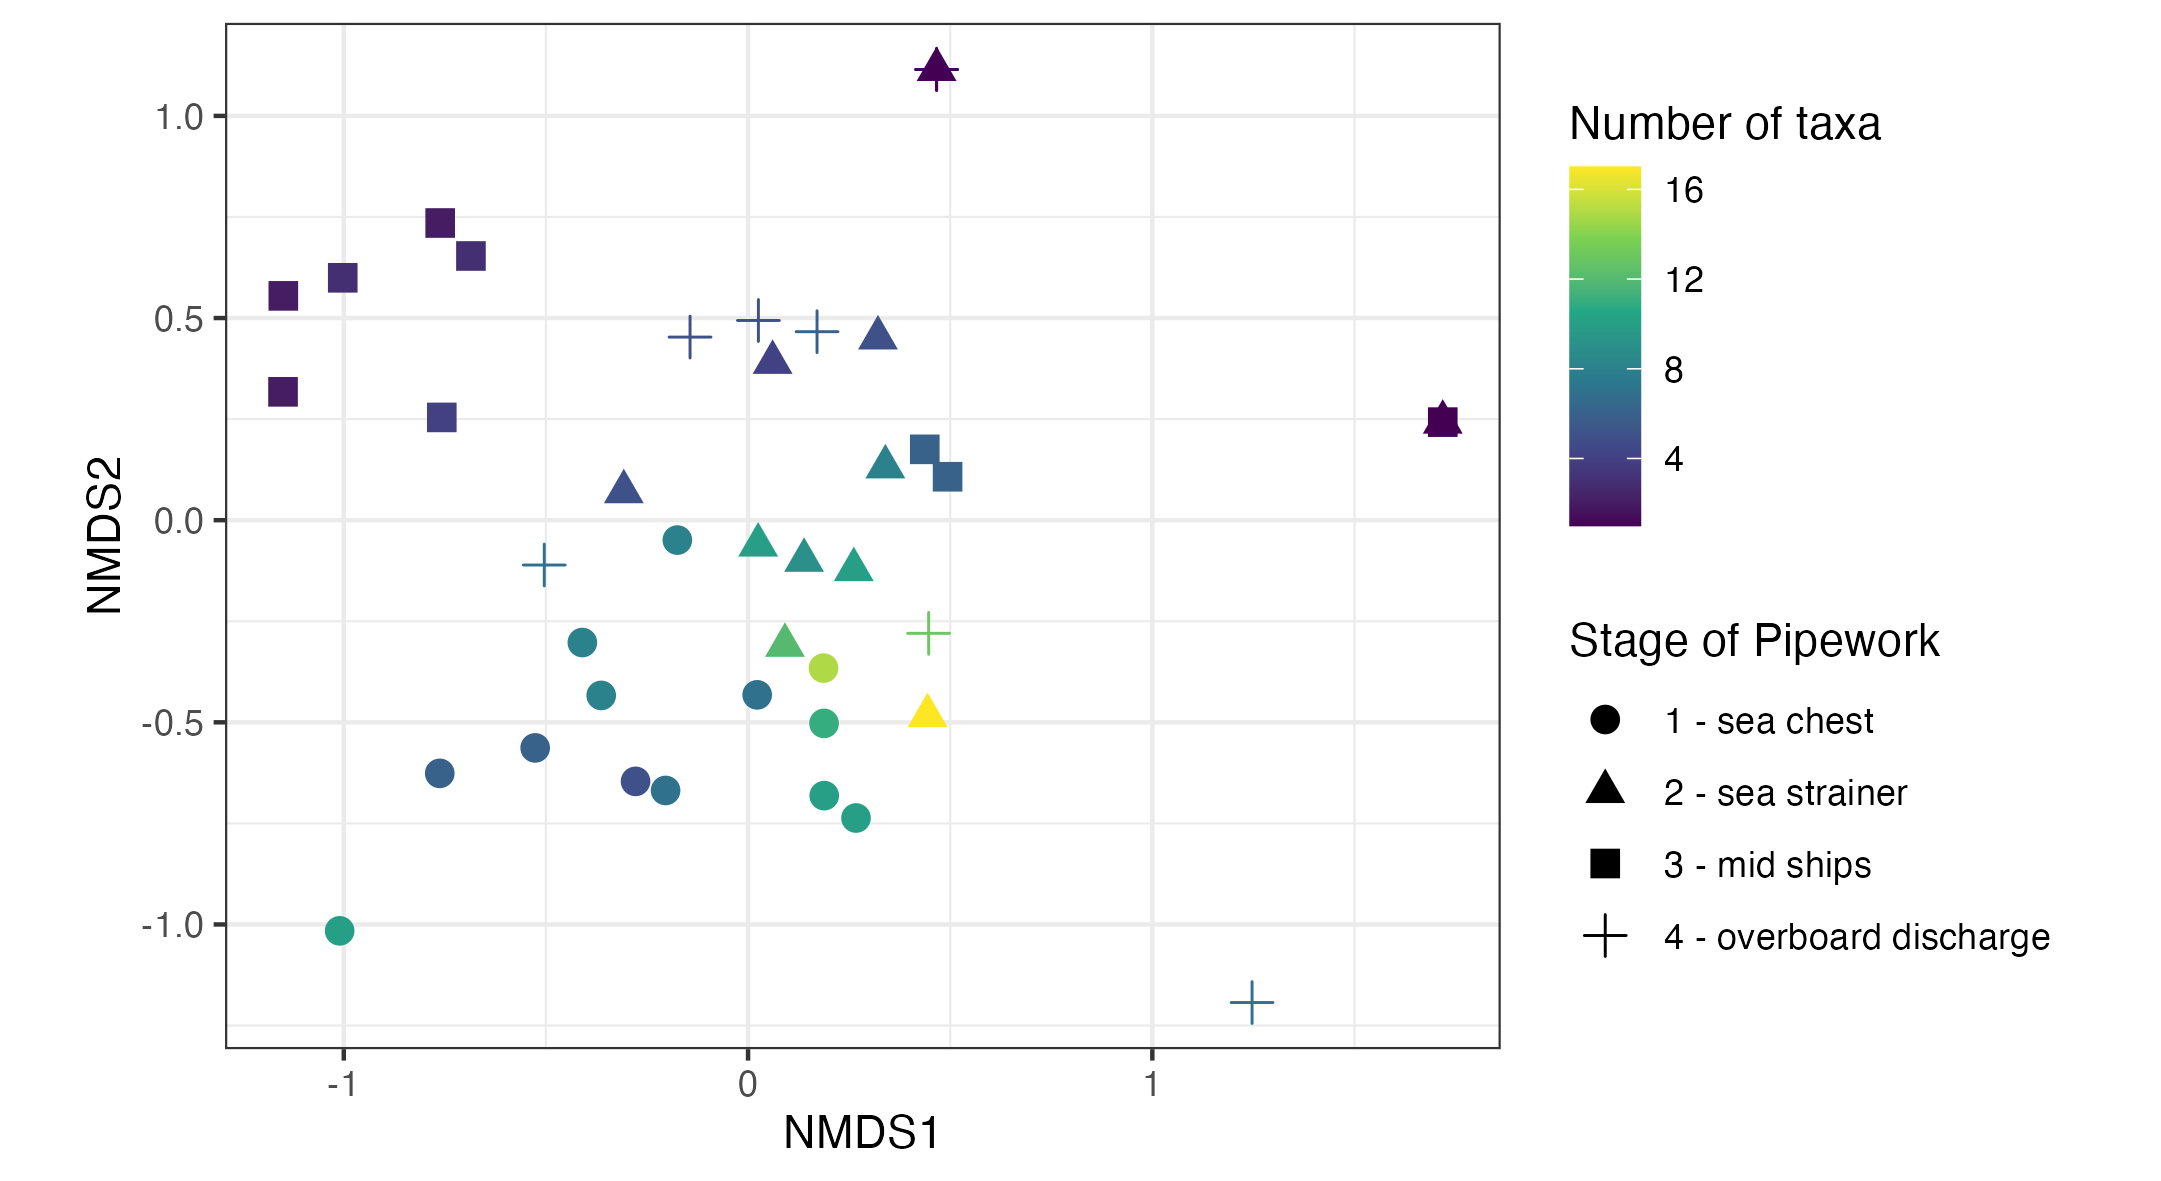 1.0
0.5
0.0
-0.5
-1.0
NMDS2
-1
0
1
NMDS1
Number of taxa
16
12
8
4
Stage of Pipework
1 - sea chest
2 - sea strainer
3 - mid ships
4 - overboard discharge